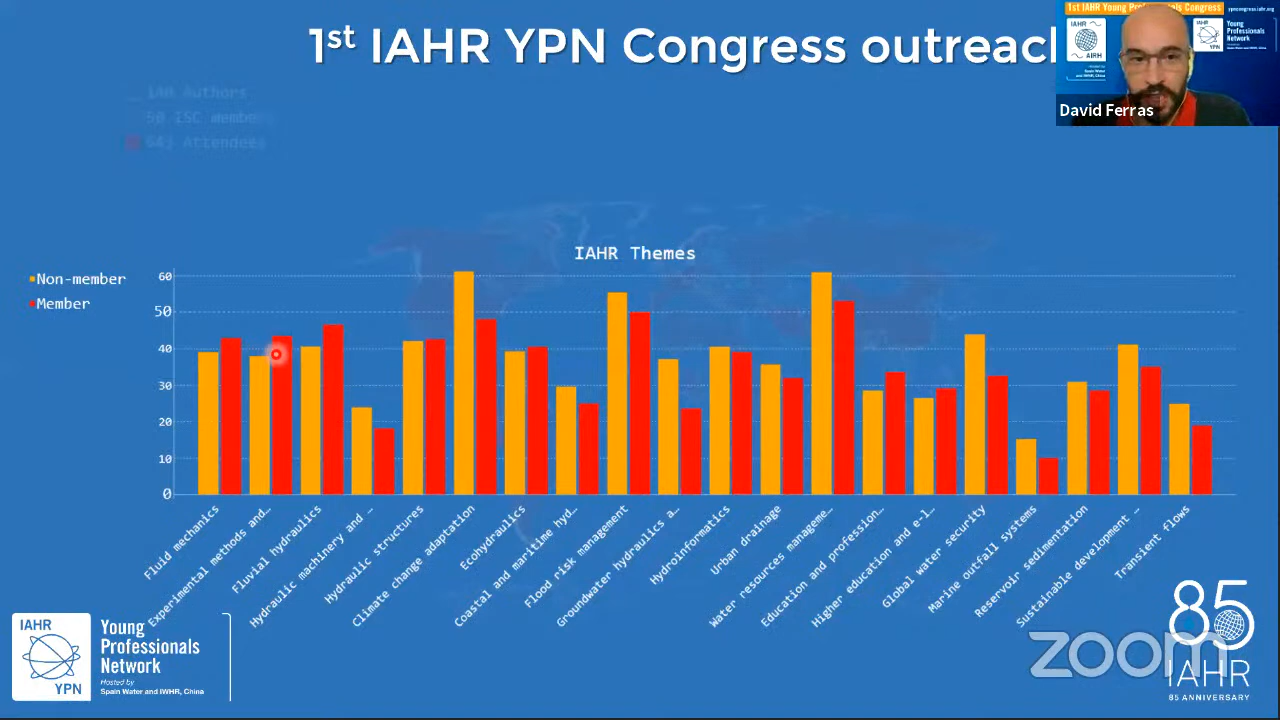 1st IAHR YPN Congress outreach
1st IAHR Young Professionals Congress
ypncongress.iahr.org
IAHR
AIRH
IAHR
YPN
Young
Professionals
Network
Spain Water
and IWHR, China
David Ferras
140 Authors
50 ISC members
Attendees
IAHR Themes
Non-member
Member
60
50
40
30
20
10
0
Fluid mechanics
Experimental methods and…
Fluvial hydraulics
Hydraulic machinery and …
Hydraulic structures
Climate change adaptation
Ecohydraulics
Coastal and maritime hyd…
Flood risk management
Groundwater hydraulics a…
Hydroinformatics
Urban drainage
Water resources manageme…
Education and profession…
Higher education and e-l…
Global water security
Marine outfall systems
Reservoir sedimentation
Sustainable development …
Transient flows
IAHR
YPN
Young
Professionals
Network
Hosted by
Spain Water and IWHR, China
zoom
85
IAHR
85 ANNIVERSARY